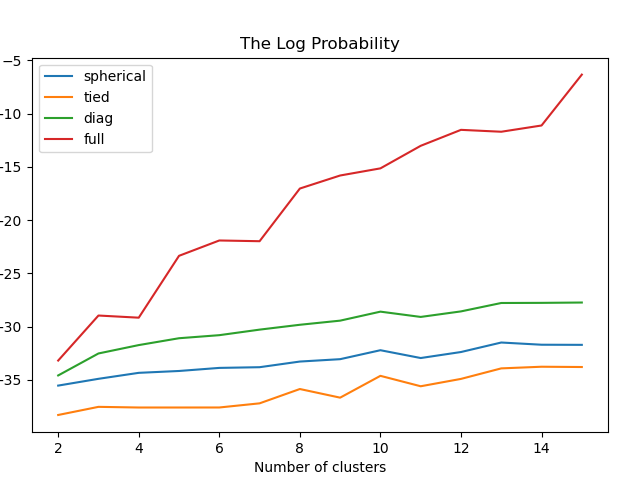 The Log Probability
−5
−10
−15
−20
−25
−30
−35
spherical
tied
diag
full
2 4 6 8 10 12 14
Number of clusters